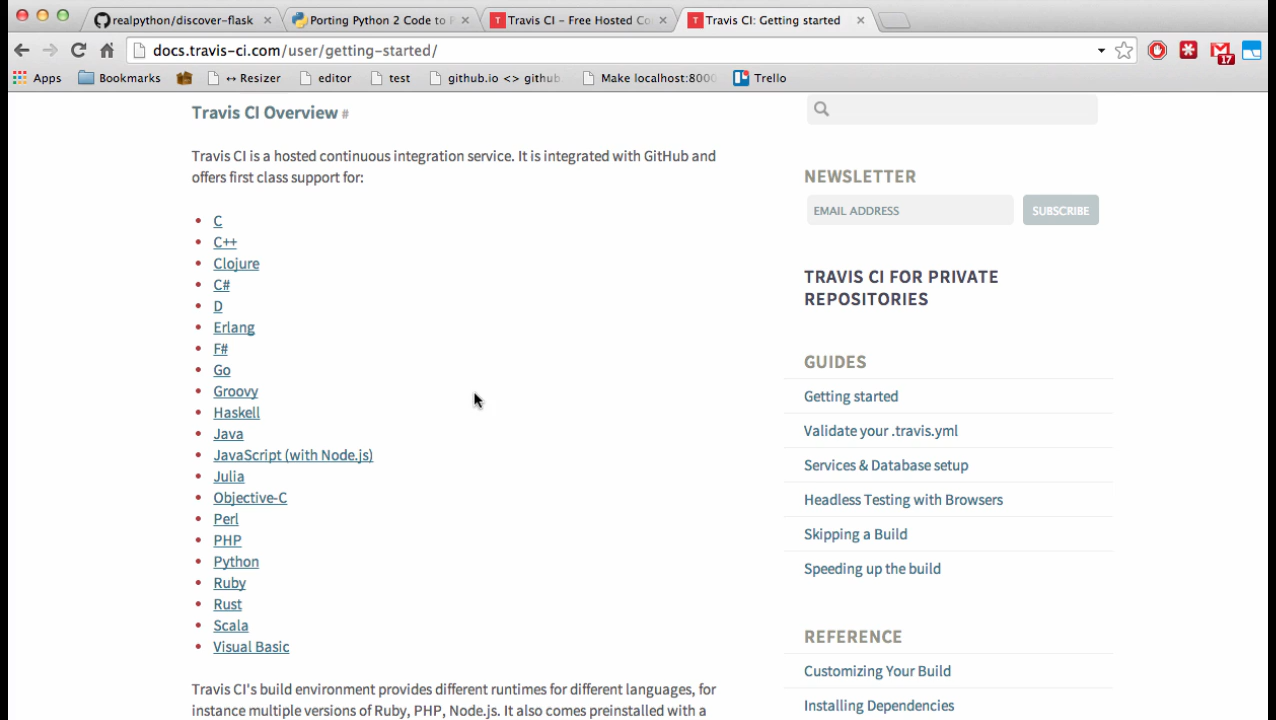 realpython/discover-flask
Porting Python 2 Code to P
Travis CI - Free Hosted Co
Travis CI: Getting started
docs.travis-ci.com/user/getting-started/
17
Apps
Bookmarks
↔ Resizer
editor
test
github.io <> github
Make localhost:8000
Trello
Travis CI Overview #
Travis CI is a hosted continuous integration service. It is integrated with GitHub and
offers first class support for:
C
C++
Clojure
C#
D
Erlang
F#
Go
Groovy
Haskell
Java
JavaScript (with Node.js)
Julia
Objective-C
Perl
PHP
Python
Ruby
Rust
Scala
Visual Basic
Travis CI's build environment provides different runtimes for different languages, for
instance multiple versions of Ruby, PHP, Node.js. It also comes preinstalled with a
NEWSLETTER
EMAIL ADDRESS
SUBSCRIBE
TRAVIS CI FOR PRIVATE
REPOSITORIES
GUIDES
Getting started
Validate your .travis.yml
Services & Database setup
Headless Testing with Browsers
Skipping a Build
Speeding up the build
REFERENCE
Customizing Your Build
Installing Dependencies